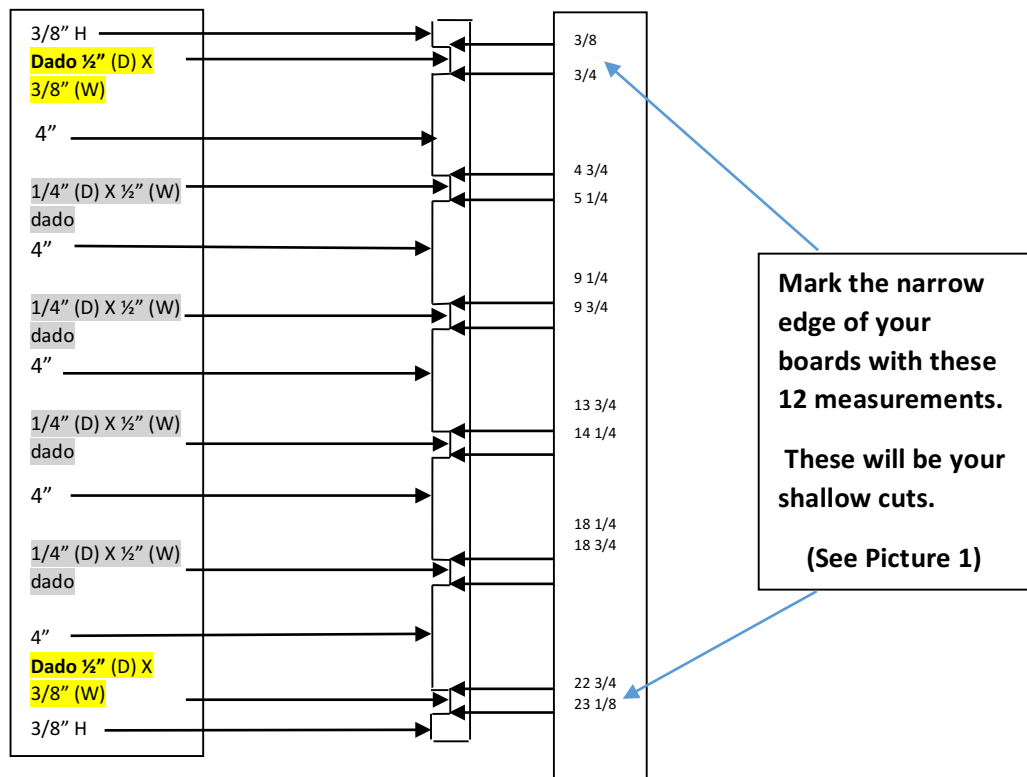 3/8” H
Dado ½” (D) X
3/8” (W)
4”
1/4” (D) X ½” (W)
dado
4”
1/4” (D) X ½” (W)
dado
4”
1/4” (D) X ½” (W)
dado
4”
1/4” (D) X ½” (W)
dado
4”
Dado ½” (D) X
3/8” (W)
3/8” H
3/8
3/4
4 3/4
5 1/4
9 1/4
9 3/4
13 3/4
14 1/4
18 1/4
18 3/4
22 3/4
23 1/8
Mark the narrow
edge of your
boards with these
12 measurements.
These will be your
shallow cuts.
(See Picture 1)